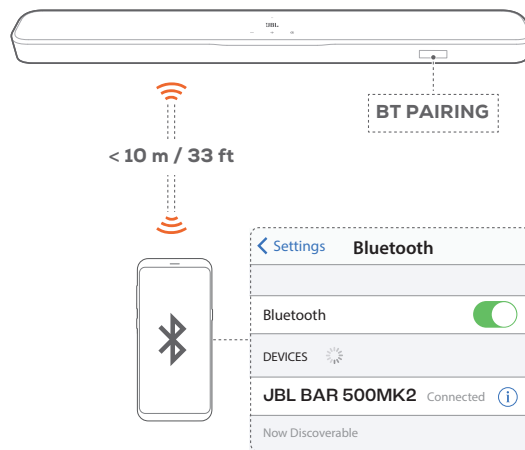 JBL
- + 
BT PAIRING
< 10 m / 33 ft
Settings Bluetooth
Bluetooth
DEVICES
JBL BAR 500MK2 Connected i
Now Discoverable